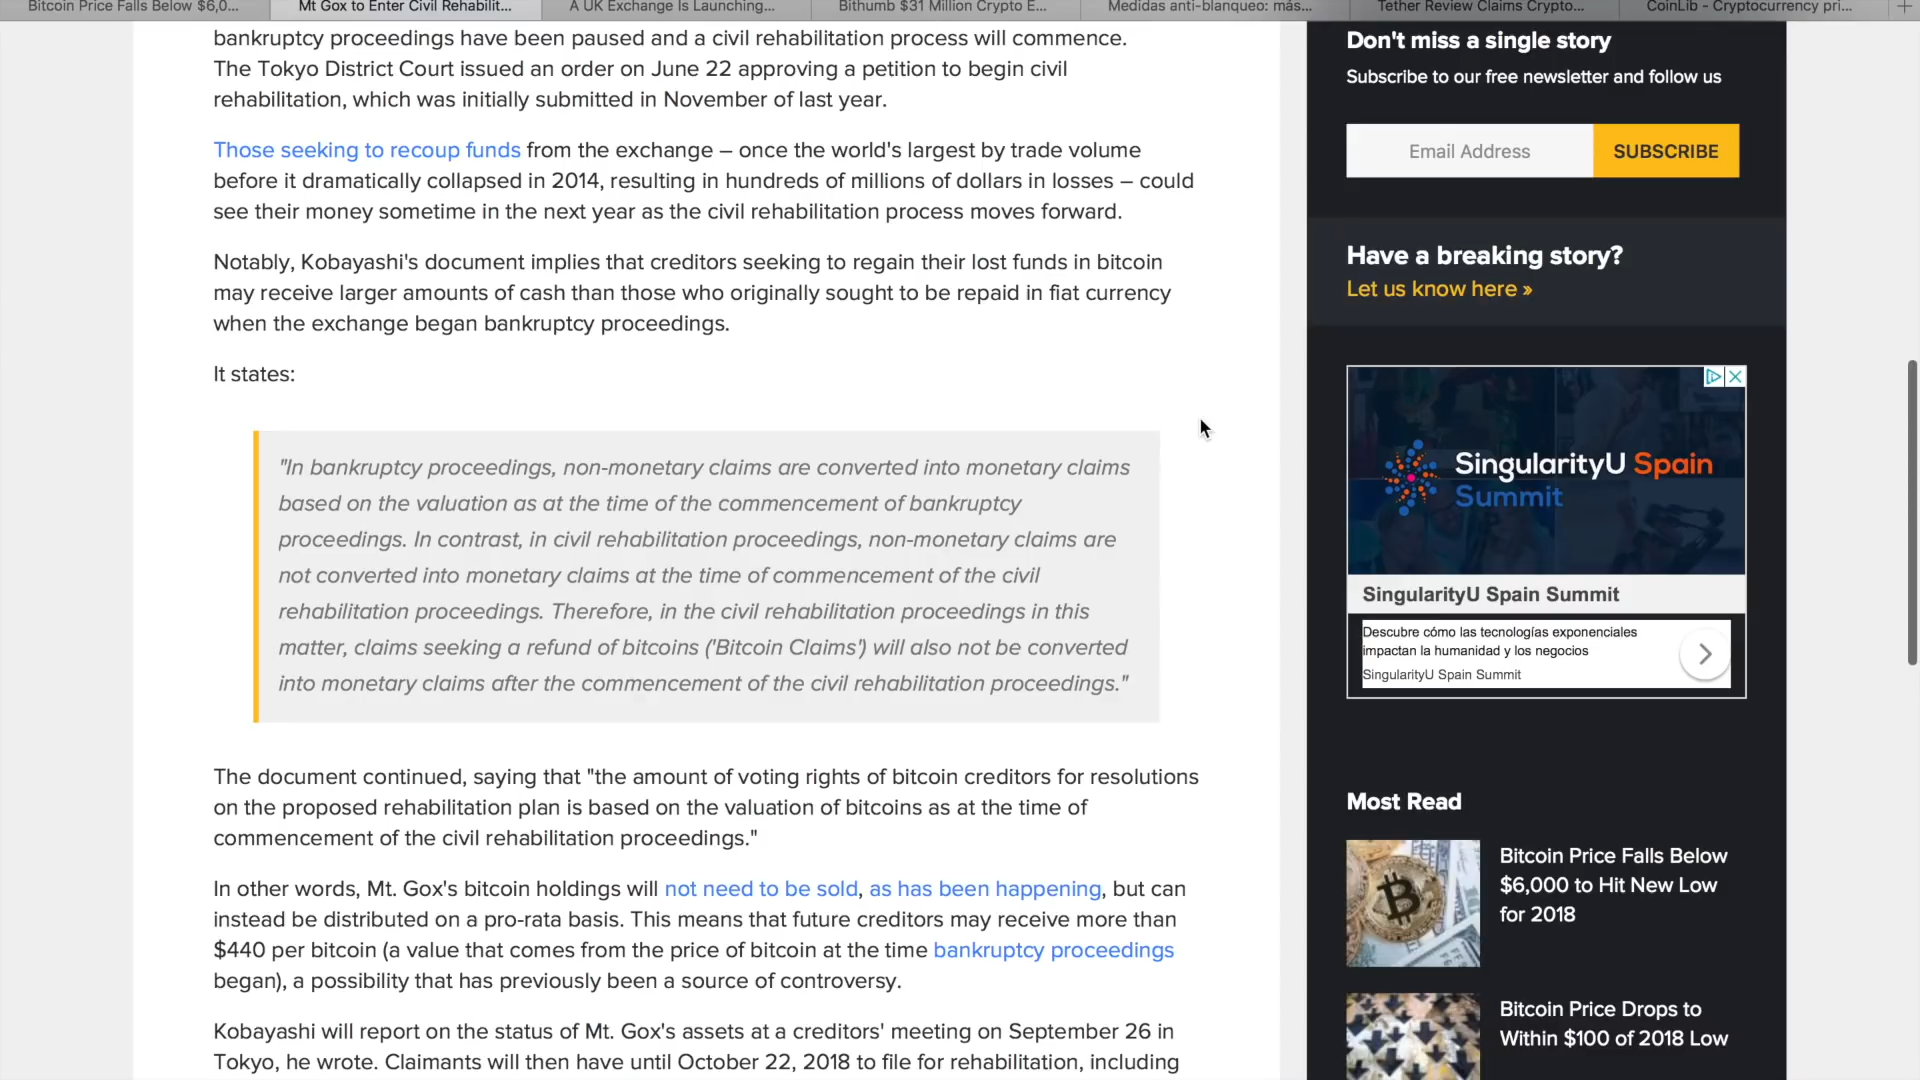 Bitcoin Price Falls Below $6,0...
Mt Gox to Enter Civil Rehabilit...
A UK Exchange Is Launching...
Bithumb $31 Million Crypto E...
Medidas anti-blanqueo: más...
Tether Review Claims Crypto...
CoinLib - Cryptocurrency pri...
bankruptcy proceedings have been paused and a civil rehabilitation process will commence.
The Tokyo District Court issued an order on June 22 approving a petition to begin civil
rehabilitation, which was initially submitted in November of last year.
Those seeking to recoup funds from the exchange – once the world's largest by trade volume
before it dramatically collapsed in 2014, resulting in hundreds of millions of dollars in losses – could
see their money sometime in the next year as the civil rehabilitation process moves forward.
Notably, Kobayashi's document implies that creditors seeking to regain their lost funds in bitcoin
may receive larger amounts of cash than those who originally sought to be repaid in fiat currency
when the exchange began bankruptcy proceedings.
It states:
"In bankruptcy proceedings, non-monetary claims are converted into monetary claims
based on the valuation as at the time of the commencement of bankruptcy
proceedings. In contrast, in civil rehabilitation proceedings, non-monetary claims are
not converted into monetary claims at the time of commencement of the civil
rehabilitation proceedings. Therefore, in the civil rehabilitation proceedings in this
matter, claims seeking a refund of bitcoins ('Bitcoin Claims') will also not be converted
into monetary claims after the commencement of the civil rehabilitation proceedings."
The document continued, saying that "the amount of voting rights of bitcoin creditors for resolutions
on the proposed rehabilitation plan is based on the valuation of bitcoins as at the time of
commencement of the civil rehabilitation proceedings."
In other words, Mt. Gox's bitcoin holdings will not need to be sold, as has been happening, but can
instead be distributed on a pro-rata basis. This means that future creditors may receive more than
$440 per bitcoin (a value that comes from the price of bitcoin at the time bankruptcy proceedings
began), a possibility that has previously been a source of controversy.
Kobayashi will report on the status of Mt. Gox's assets at a creditors' meeting on September 26 in
Tokyo, he wrote. Claimants will then have until October 22, 2018 to file for rehabilitation, including
Don't miss a single story
Subscribe to our free newsletter and follow us
Email Address
SUBSCRIBE
Have a breaking story?
Let us know here »
SingularityU Spain
Summit
SingularityU Spain Summit
Descubre cómo las tecnologías exponenciales
impactan la humanidad y los negocios
SingularityU Spain Summit
Most Read
Bitcoin Price Falls Below
$6,000 to Hit New Low
for 2018
Bitcoin Price Drops to
Within $100 of 2018 Low